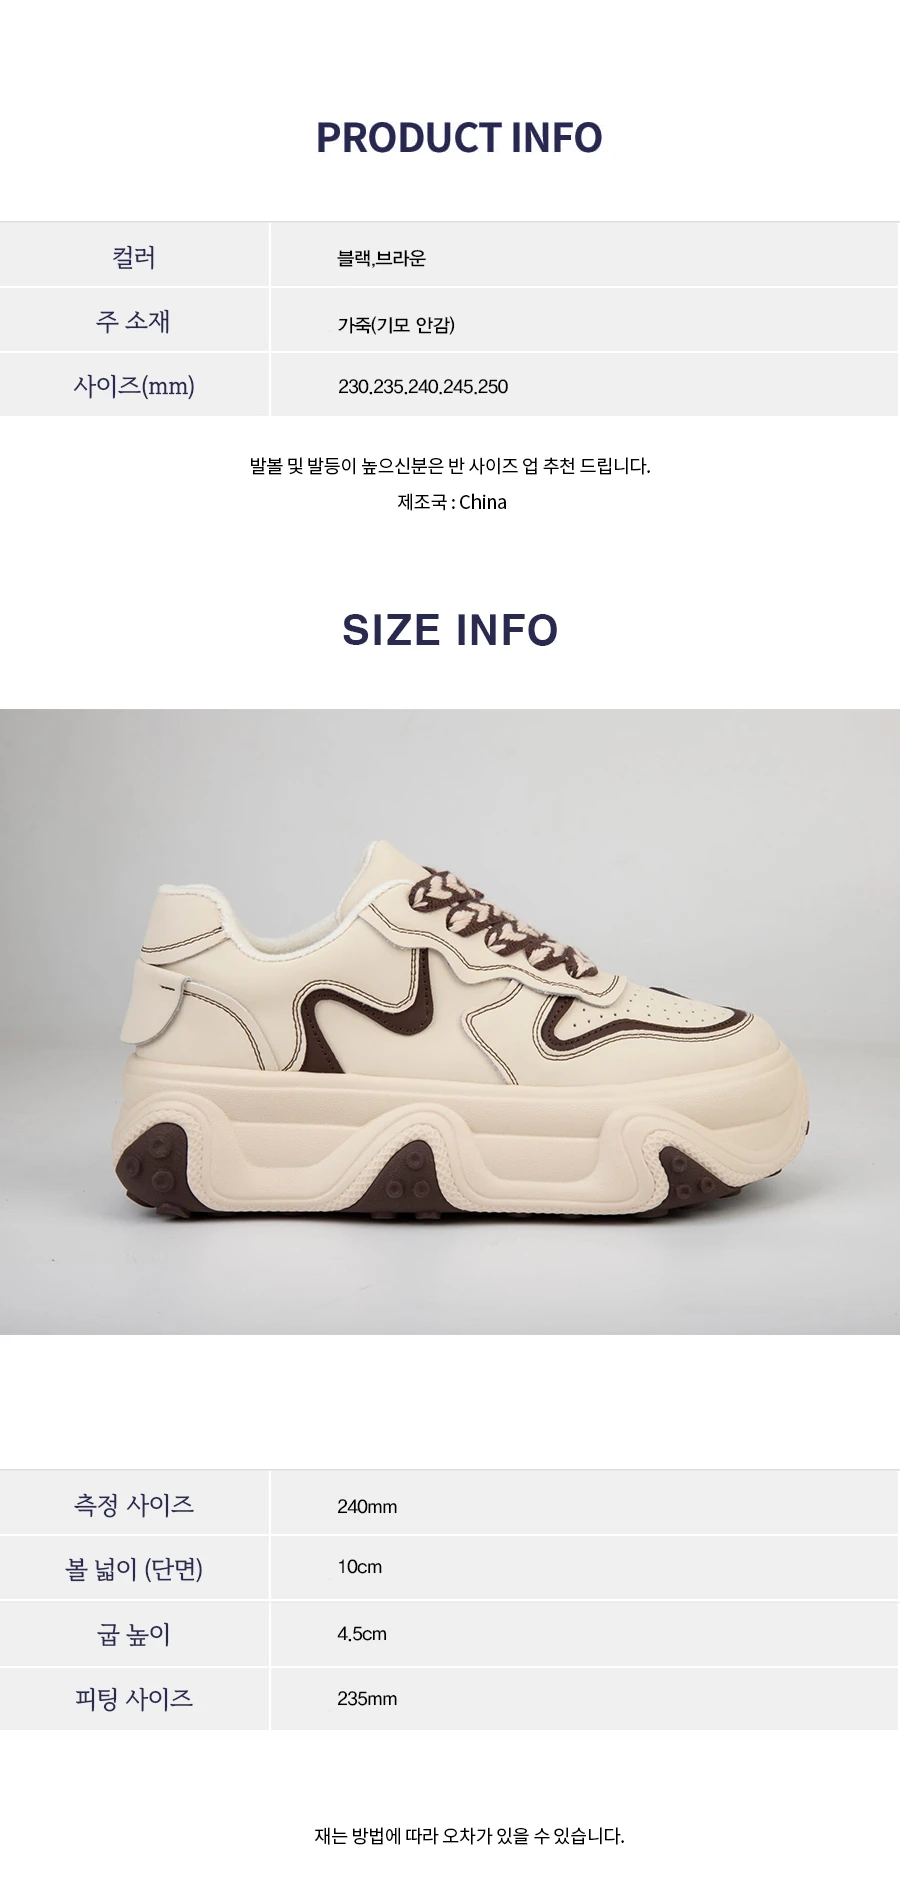 PRODUCT INFO
컬러 블랙,브라운
주 소재 가죽(기모 안감)
사이즈(mm) 230.235.240.245.250
발볼 및 발등이 높으신분은 반 사이즈 업 추천 드립니다.
제조국 : China
SIZE INFO
측정 사이즈 240mm
볼 넓이 (단면) 10cm
굽 높이 4.5cm
피팅 사이즈 235mm
재는 방법에 따라 오차가 있을 수 있습니다.